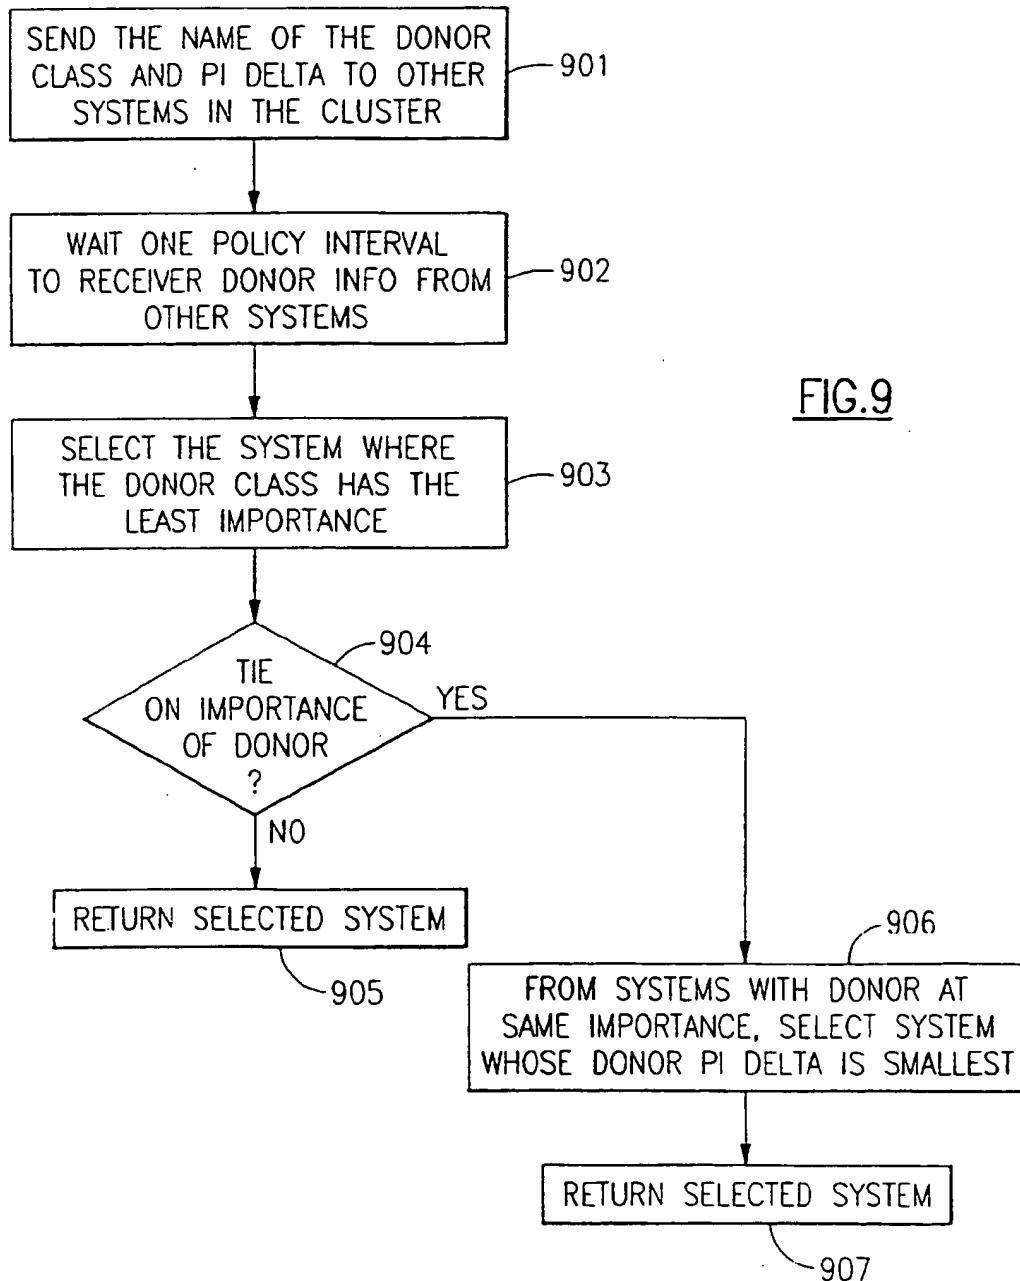 SEND THE NAME OF THE DONOR
CLASS AND PI DELTA TO OTHER
SYSTEMS IN THE CLUSTER
901
WAIT ONE POLICY INTERVAL
TO RECEIVER DONOR INFO FROM
OTHER SYSTEMS
902
FIG.9
SELECT THE SYSTEM WHERE
THE DONOR CLASS HAS THE
LEAST IMPORTANCE
903
904
TIE
ON IMPORTANCE
OF DONOR
?
YES
NO
RETURN SELECTED SYSTEM
905
906
FROM SYSTEMS WITH DONOR AT
SAME IMPORTANCE, SELECT SYSTEM
WHOSE DONOR PI DELTA IS SMALLEST
RETURN SELECTED SYSTEM
907